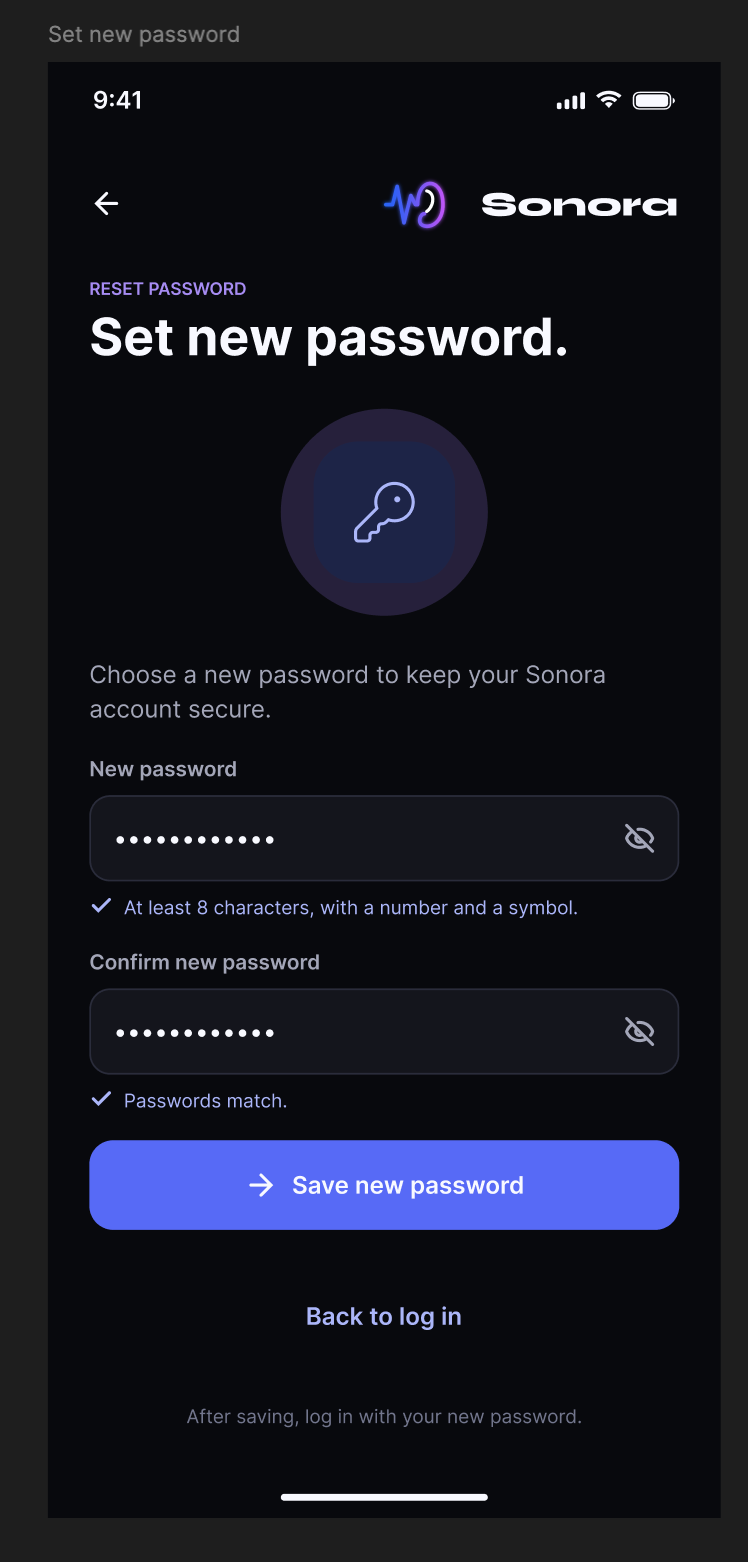 Set new password
9:41
Sonora
RESET PASSWORD
Set new password.
Choose a new password to keep your Sonora
account secure.
New password
••••••••••••
At least 8 characters, with a number and a symbol.
Confirm new password
••••••••••••
Passwords match.
Save new password
Back to log in
After saving, log in with your new password.